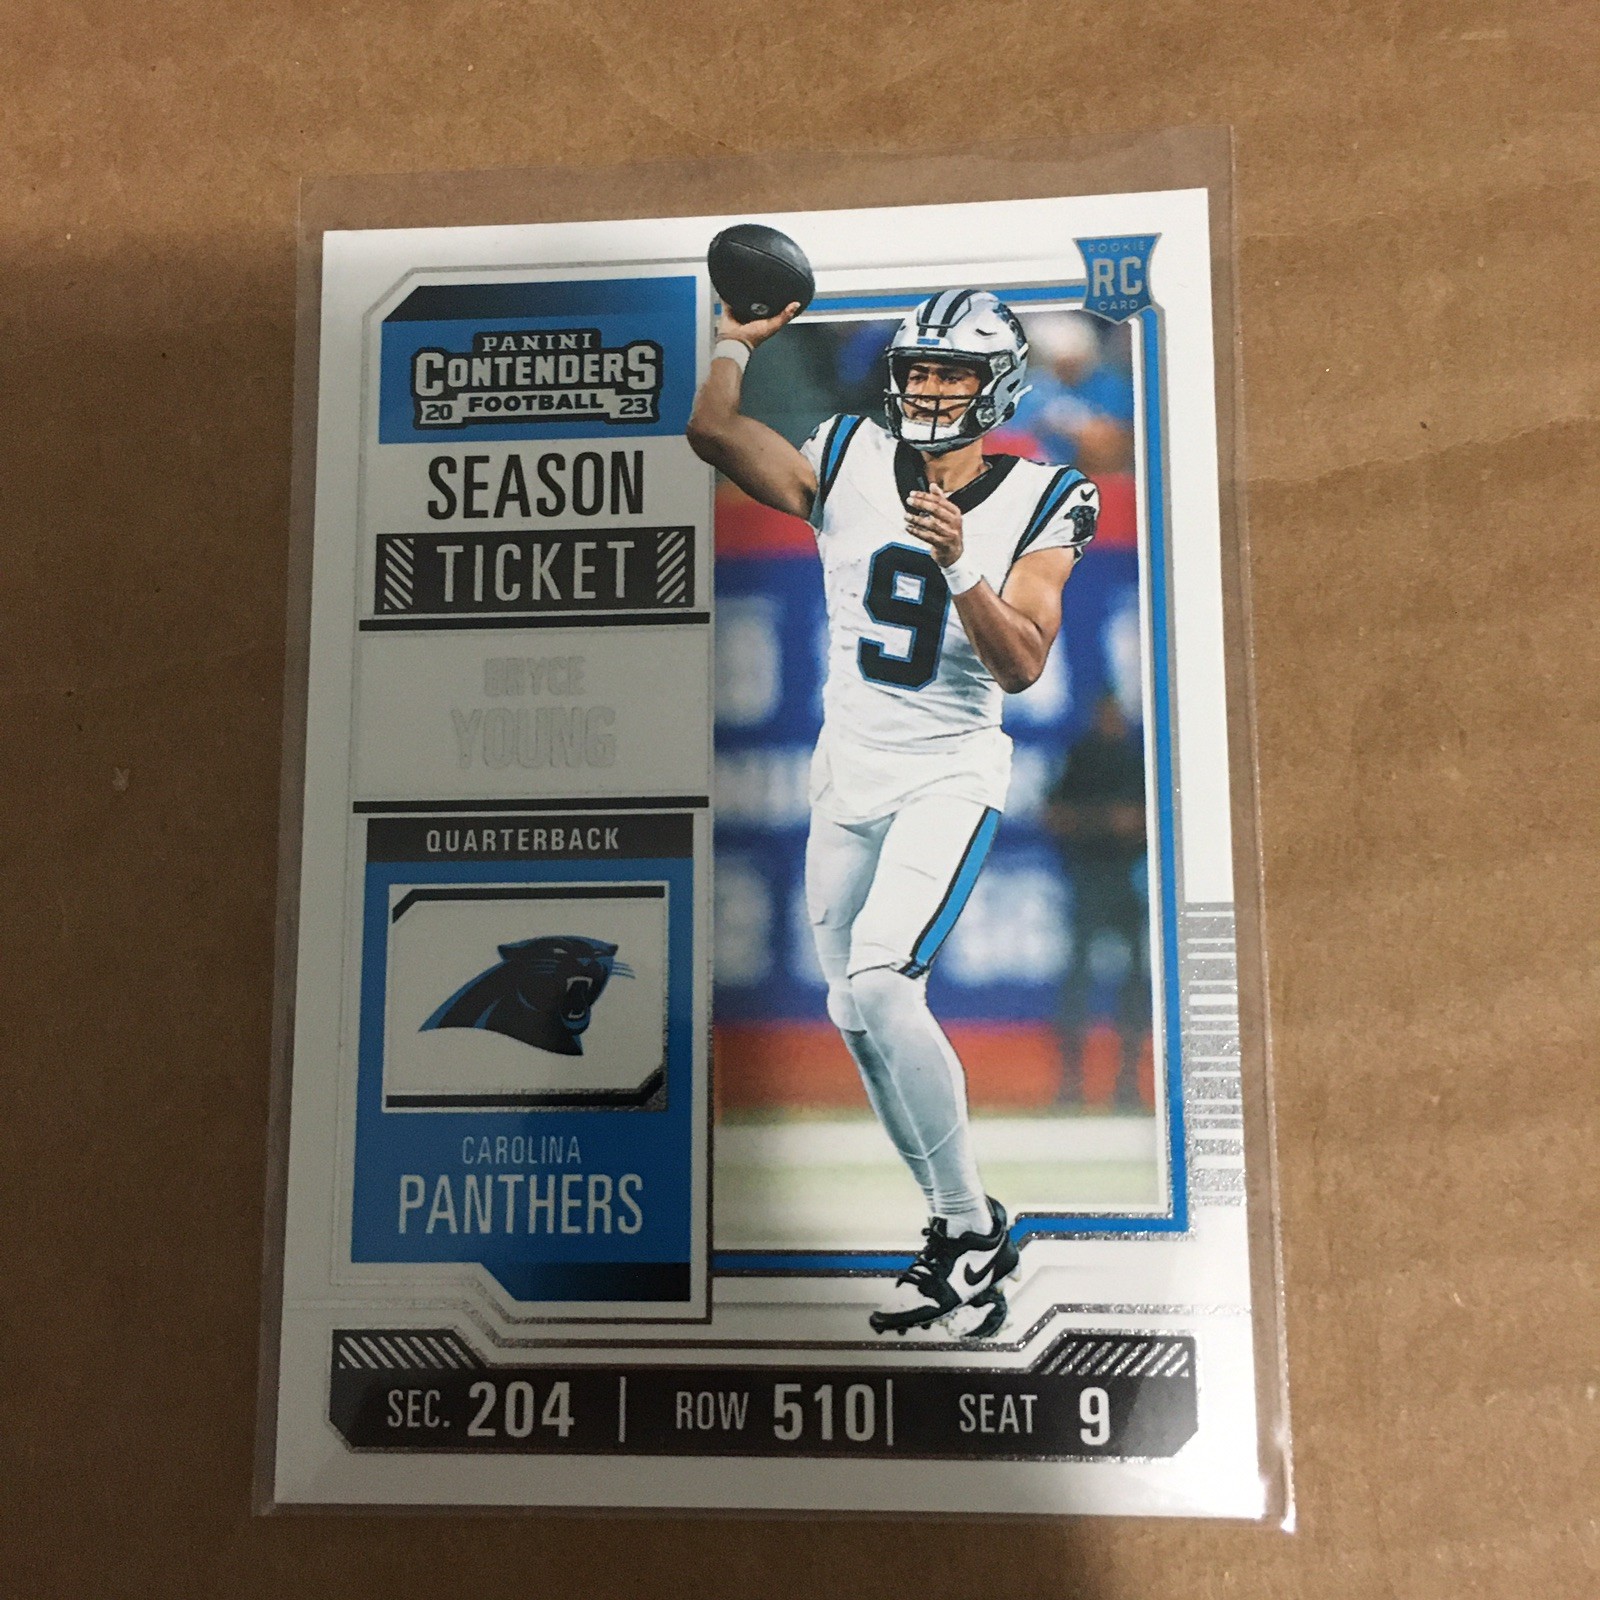 ROOKIE
RC
CARD
PANINI
CONTENDERS
20 FOOTBALL 23
SEASON
TICKET
BRYCE
YOUNG
9
QUARTERBACK
CAROLINA
PANTHERS
SEC. 204 | ROW 510 | SEAT 9